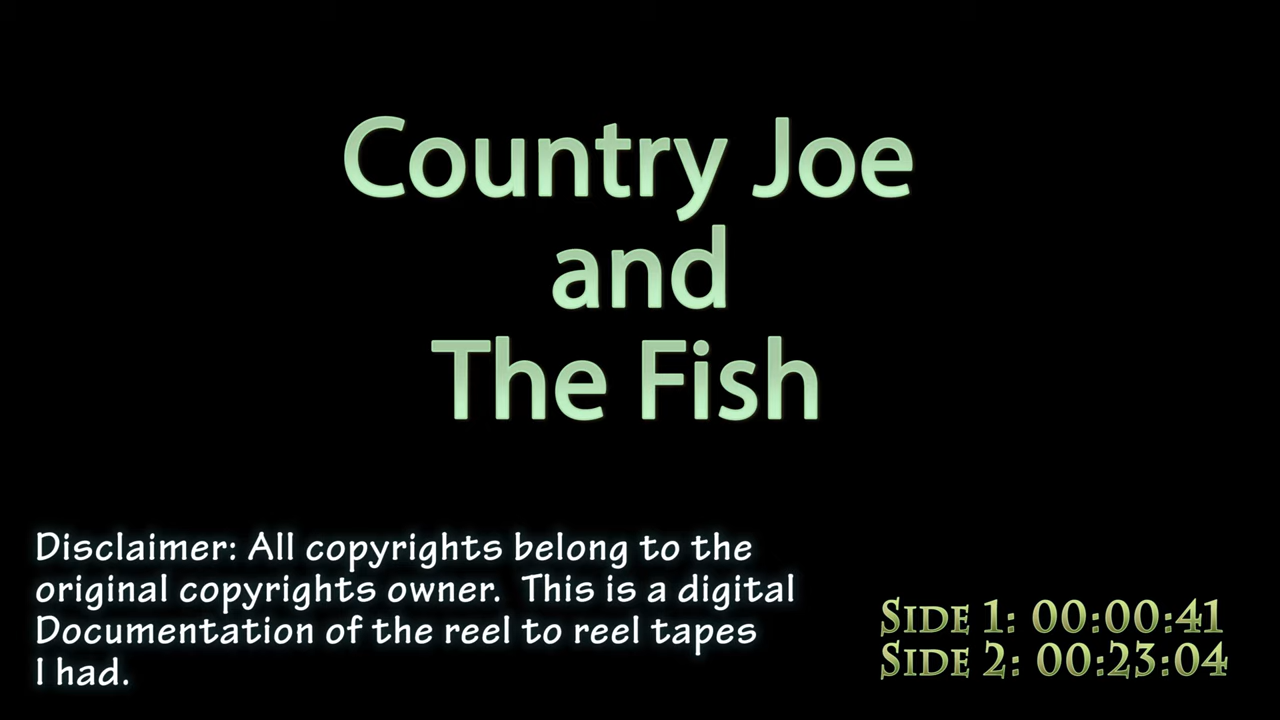 Country Joe
and
The Fish
Disclaimer: All copyrights belong to the
original copyrights owner.  This is a digital
Documentation of the reel to reel tapes
I had.
Side 1: 00:00:41
Side 2: 00:23:04